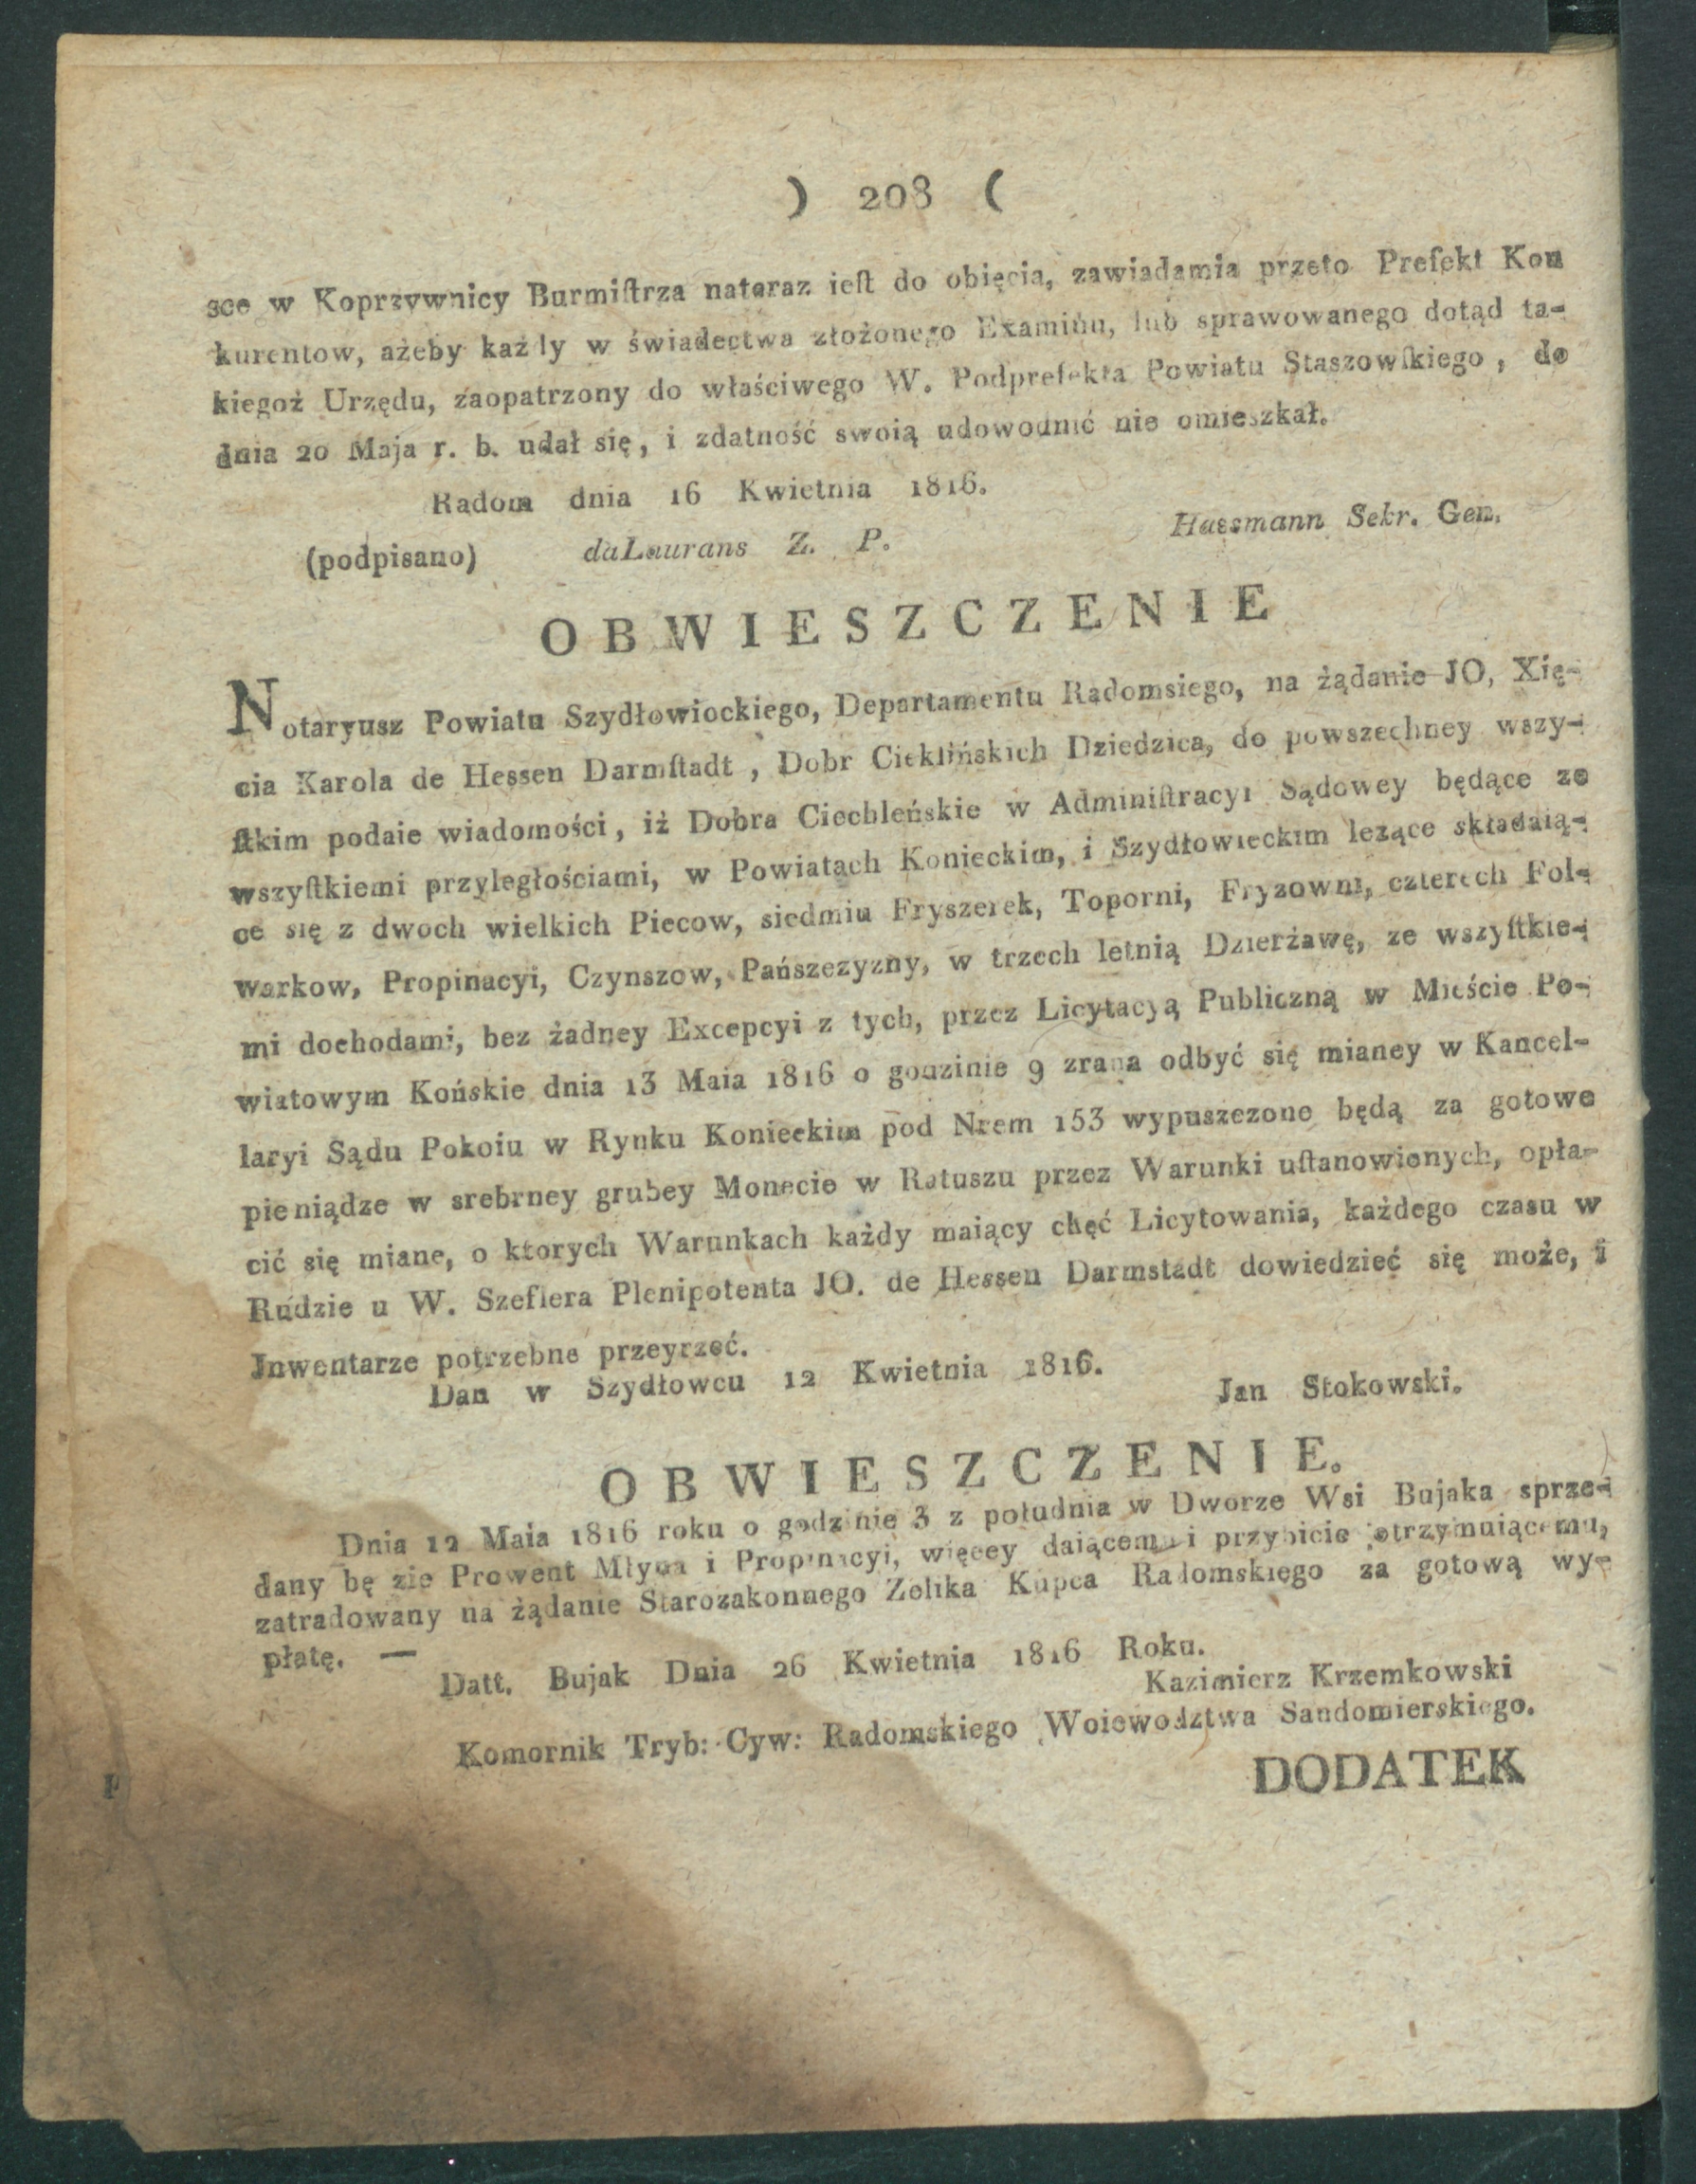 ) 208 (
sce w Koprzywnicy Burmiſtrza nateraz ieſt do obięcia, zawiadamia przeto Prefekt Kon
kurentow, ażeby każdy w świadectwa złożonego Examinu, lub sprawowanego dotąd ta-
kiegoż Urzędu, zaopatrzony do właściwego W. Podprefekta Powiatu Staszowſkiego, do
dnia 20 Maja r. b. udał się, i zdatność swoią udowodnić nie omieszkał.
Radom dnia 16 Kwietnia 1816.
(podpisano) daLaurans Z. P. Hassmann Sekr. Gen.
OBWIESZCZENIE
Notaryusz Powiatu Szydłowiockiego, Departamentu Radomsiego, na żądanie JO, Xię-
cia Karola de Hessen Darmſtadt, Dobr Cieklińskich Dziedzica, do powszechney wszy-
ſtkim podaie wiadomości, iż Dobra Ciechleńskie w Adminiſtracyi Sądowey będące ze
wszyſtkiemi przyległościami, w Powiatach Konieckim, i Szydłowieckim leżące składaią-
ce się z dwoch wielkich Piecow, siedmiu Fryszerek, Toporni, Fryzowni, czterech Fol-
warkow, Propinacyi, Czynszow, Pańszezyzny, w trzech letnią Dzierżawę, ze wszyſtkie-
mi dochodami, bez żadney Excepcyi z tych, przez Licytacyą Publiczną w Mieście Po-
wiatowym Końskie dnia 13 Maia 1816 o godzinie 9 zrana odbyć się mianey w Kancel-
laryi Sądu Pokoiu w Rynku Konieckim pod Nrem 153 wypuszezone będą za gotowe
pieniądze w srebrney grubey Monecie w Ratuszu przez Warunki uſtanowionych, opła-
cić się miane, o ktorych Warunkach każdy maiący chęć Licytowania, każdego czasu w
Rudzie u W. Szeflera Plenipotenta JO. de Hessen Darmstadt dowiedzieć się może, i
Inwentarze potrzebne przeyrzeć.
Dan w Szydłowcu 12 Kwietnia 1816. Jan Stokowski.
OBWIESZCZENIE.
Dnia 12 Maia 1816 roku o godzinie 3 z południa w Dworze Wsi Bujaka sprze-
dany bę zie Prowent Młyna i Propinacyi, więcey daiącemu i przybicie otrzymuiącemu,
zatradowany na żądanie Starozakonnego Zelika Kupca Radomskiego za gotową wy-
płatę. —
Datt. Bujak Dnia 26 Kwietnia 1816 Roku.
Kazimierz Krzemkowski
Komornik Tryb: Cyw: Radomskiego Woiewodztwa Sandomierskiego.
DODATEK